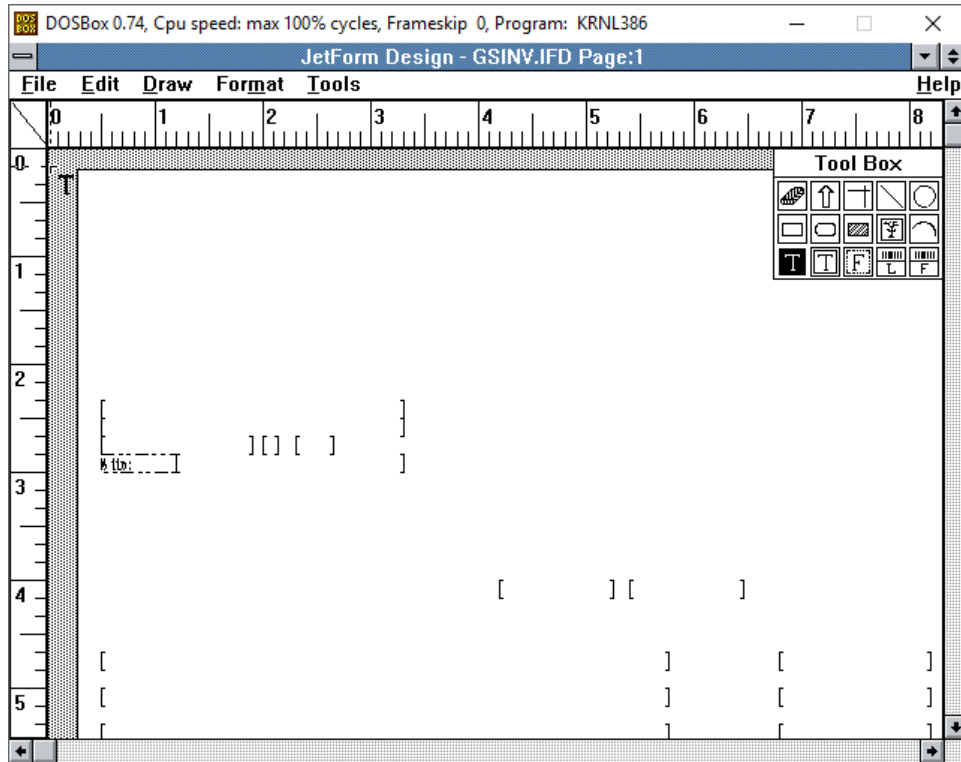 DOSBox 0.74, Cpu speed: max 100% cycles, Frameskip 0, Program: KRNL386
JetForm Design - GSINV.IFD Page:1
File Edit Draw Format Tools Help
0 1 2 3 4 5 6 7 8
Tool Box
T T F L F
0
T
1
2
[ ]
] [ ] [ ]
]
3
4
[ ] [ ]
[ ] [ ]
5
[ ] [ ]
[ ] [ ]